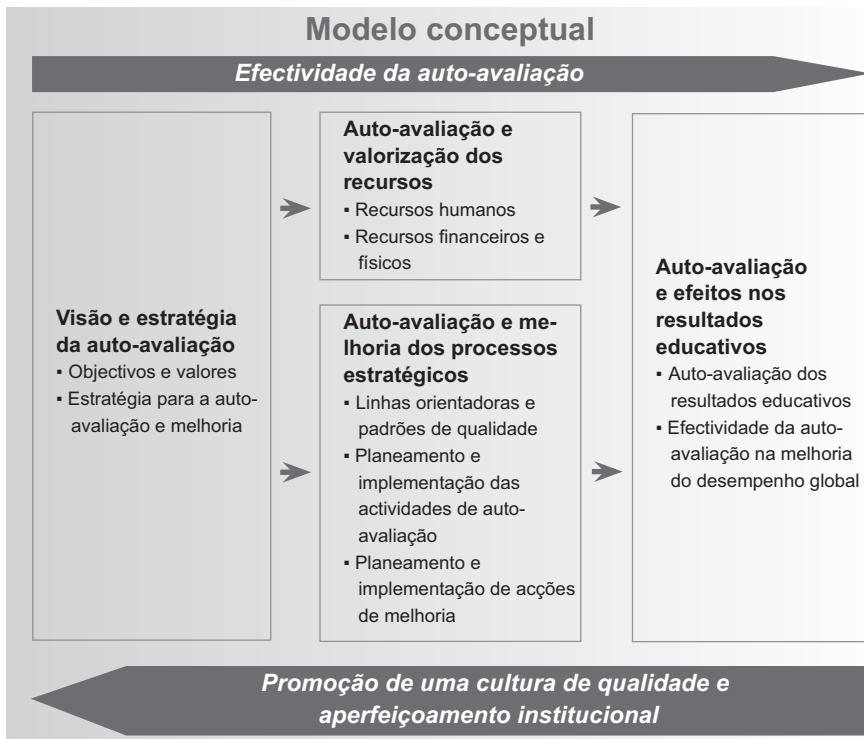 Modelo conceptual
Efectividade da auto-avaliação
Visão e estratégia
da auto-avaliação
▪ Objectivos e valores
▪ Estratégia para a auto-
avaliação e melhoria
Auto-avaliação e
valorização dos
recursos
▪ Recursos humanos
▪ Recursos financeiros e
físicos
Auto-avaliação e me-
lhoria dos processos
estratégicos
▪ Linhas orientadoras e
padrões de qualidade
▪ Planeamento e
implementação das
actividades de auto-
avaliação
▪ Planeamento e
implementação de acções
de melhoria
Auto-avaliação
e efeitos nos
resultados
educativos
▪ Auto-avaliação dos
resultados educativos
▪ Efectividade da auto-
avaliação na melhoria
do desempenho global
Promoção de uma cultura de qualidade e
aperfeiçoamento institucional